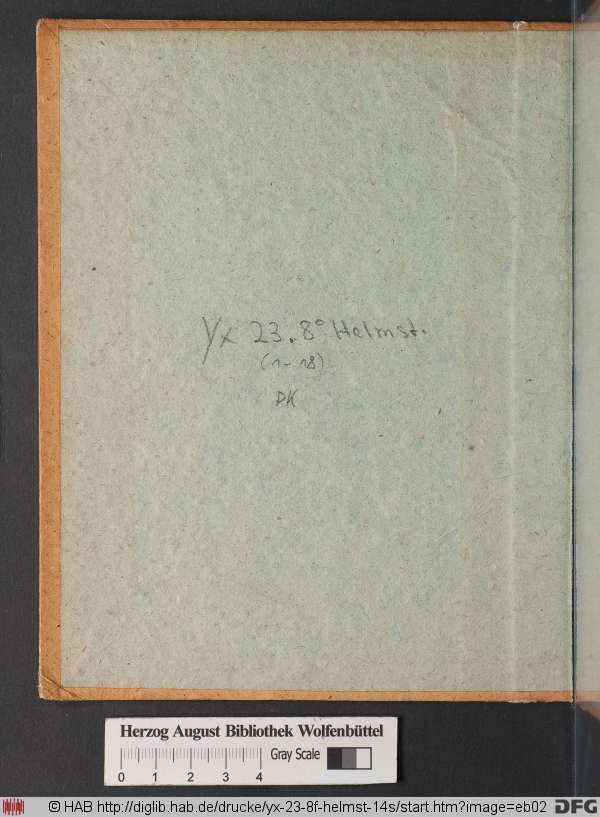 Yx 23. 8° Helmst.
(1-18)
DK
Herzog August Bibliothek Wolfenbüttel
Gray Scale
0 1 2 3 4
© HAB http://diglib.hab.de/drucke/yx-23-8f-helmst-14s/start.htm?image=eb02 DFG